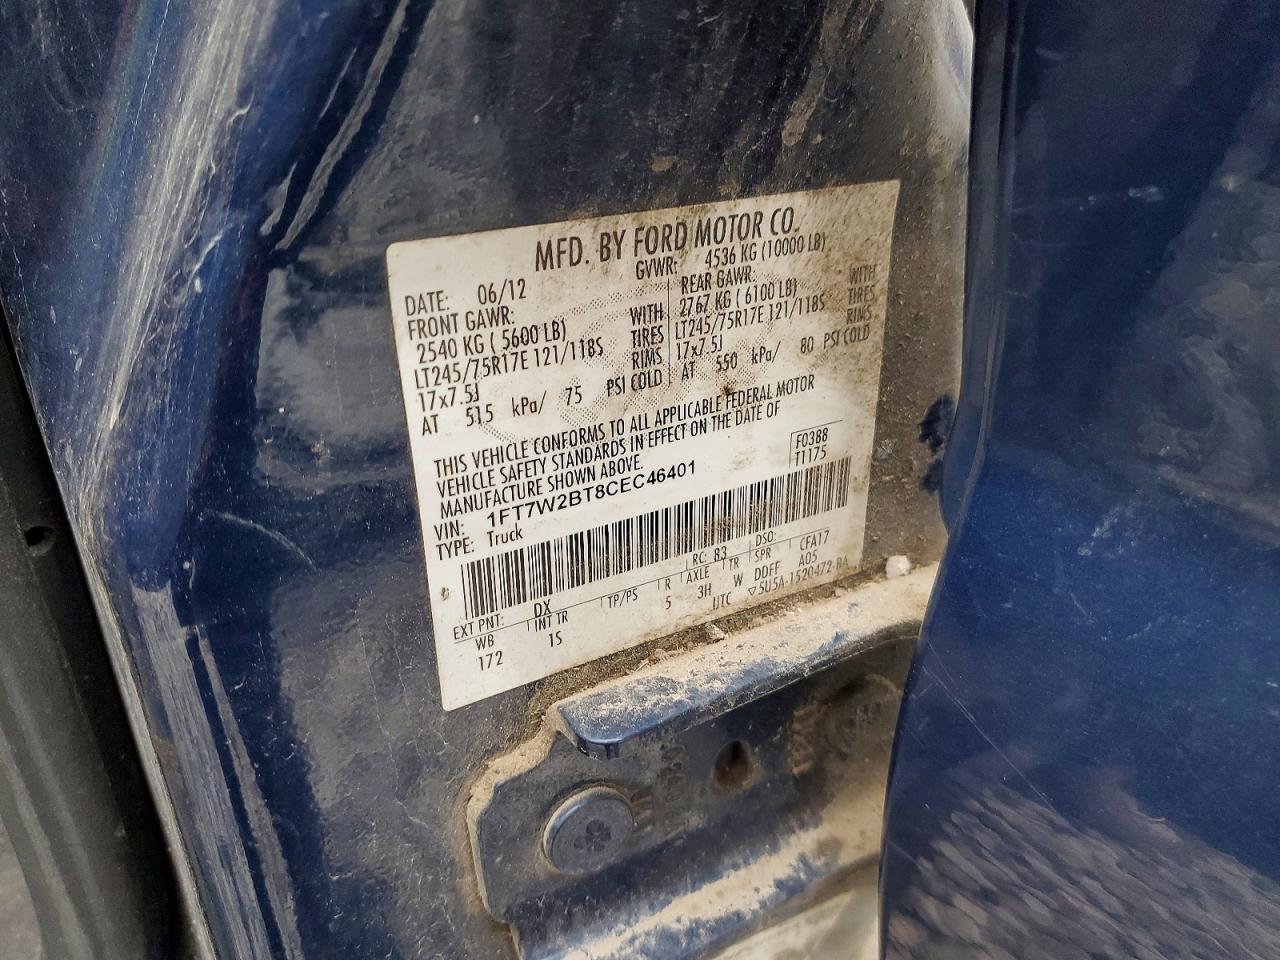 MFD. BY FORD MOTOR CO.
DATE: 06/12 GVWR: 4536 KG (10000 LB)
FRONT GAWR: REAR GAWR:
2540 KG ( 5600 LB) WITH 2767 KG ( 6100 LB) WITH
LT245/75R17E 121/118S TIRES LT245/75R17E 121/118S TIRES
17x7.5J RIMS 17x7.5J RIMS
AT 515 kPa/ 75 PSI COLD AT 550 kPa/ 80 PSI COLD
THIS VEHICLE CONFORMS TO ALL APPLICABLE FEDERAL MOTOR
VEHICLE SAFETY STANDARDS IN EFFECT ON THE DATE OF
MANUFACTURE SHOWN ABOVE.
VIN: 1FT7W2BT8CEC46401 F0388
TYPE: Truck T1175
EXT PNT: DX RC: 83 DSO:
WB INT TR TP/PS R AXLE TR SPR CFA17
172 1S 5 3H W DDFF A05
UTC ▽5U5A-1520472-BA